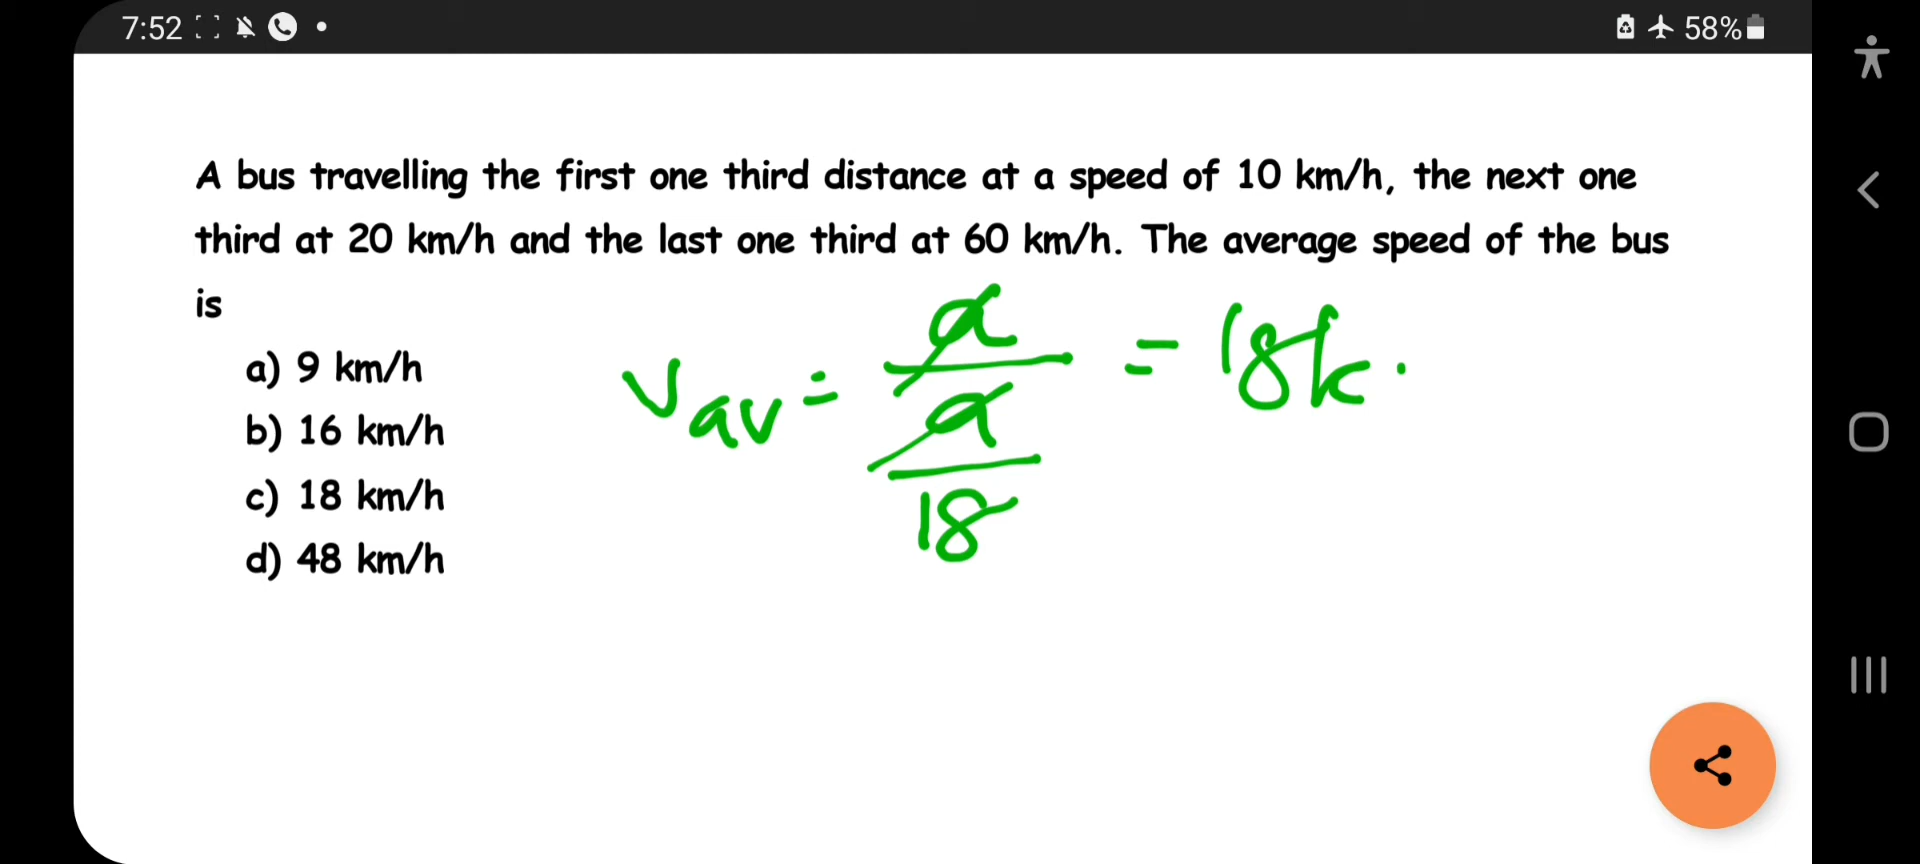 7:52
58%
A bus travelling the first one third distance at a speed of 10 km/h, the next one
third at 20 km/h and the last one third at 60 km/h. The average speed of the bus
is
a) 9 km/h
b) 16 km/h
c) 18 km/h
d) 48 km/h
Vav = d / d / 18 = 18k.